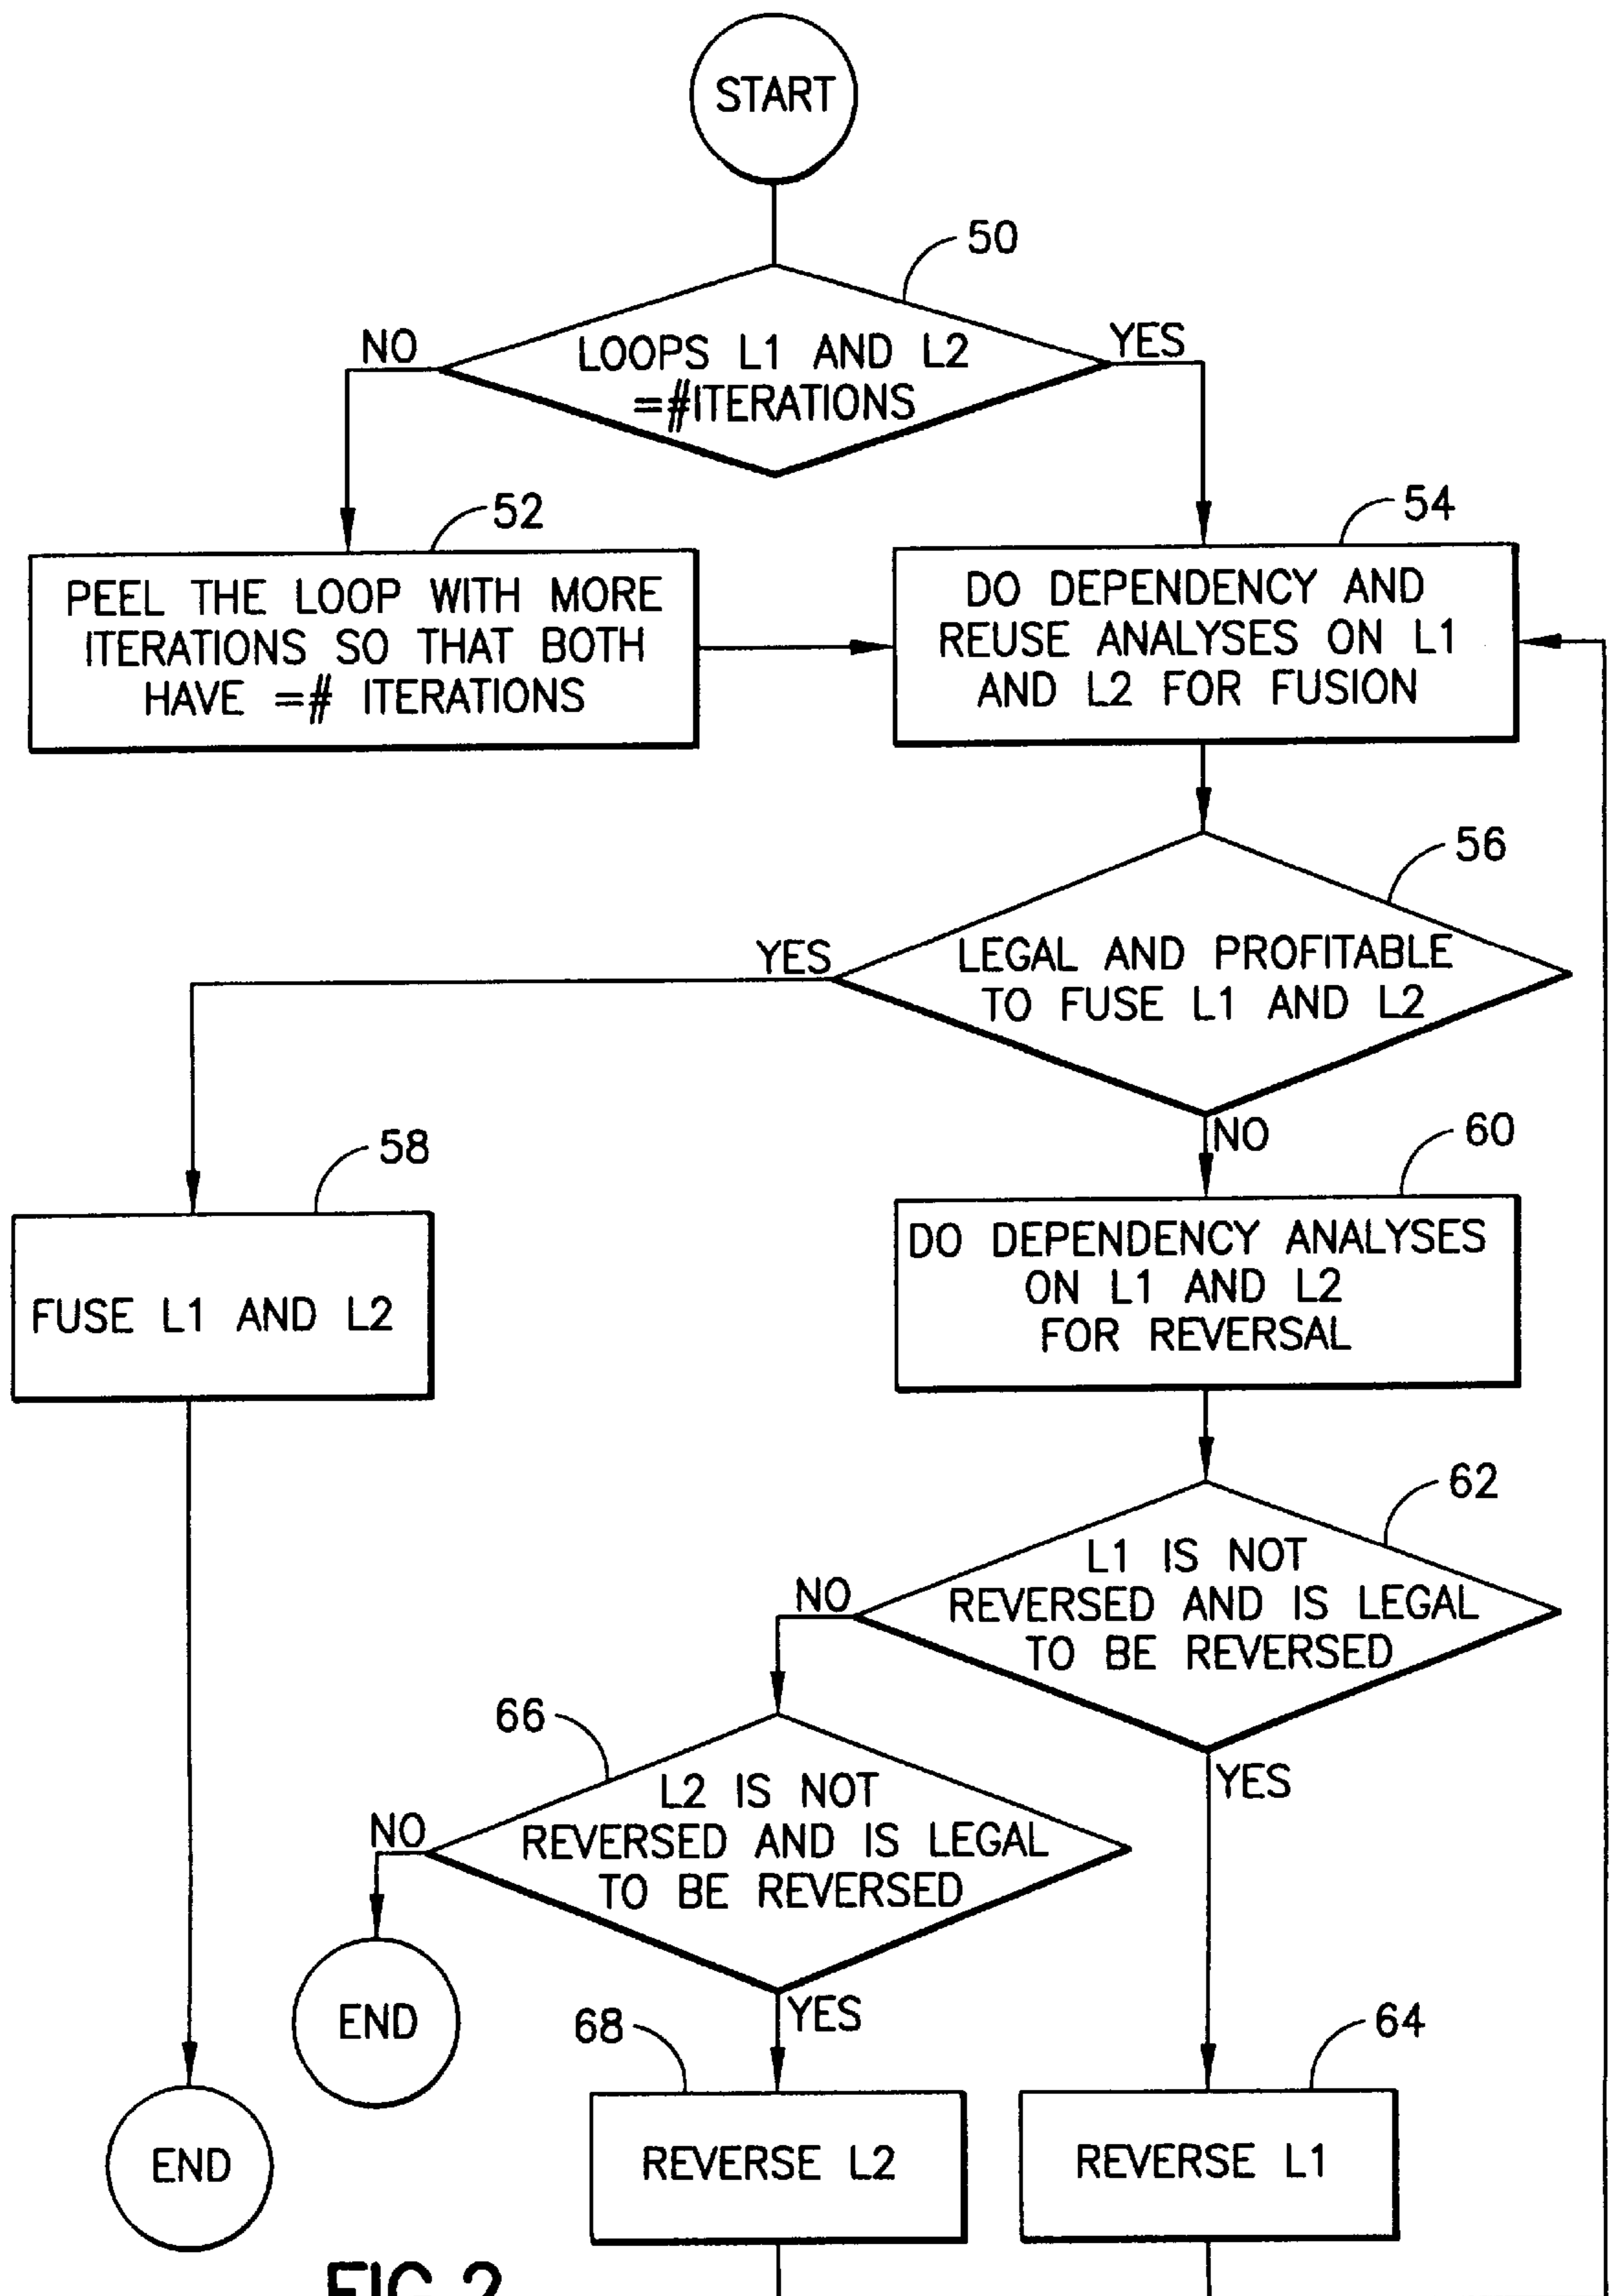 START
50
NO
YES
LOOPS L1 AND L2
=#ITERATIONS
52
54
PEEL THE LOOP WITH MORE
ITERATIONS SO THAT BOTH
HAVE =# ITERATIONS
DO DEPENDENCY AND
REUSE ANALYSES ON L1
AND L2 FOR FUSION
56
YES
LEGAL AND PROFITABLE
TO FUSE L1 AND L2
NO
58
60
FUSE L1 AND L2
DO DEPENDENCY ANALYSES
ON L1 AND L2
FOR REVERSAL
62
NO
L1 IS NOT
REVERSED AND IS LEGAL
TO BE REVERSED
YES
66
NO
L2 IS NOT
REVERSED AND IS LEGAL
TO BE REVERSED
YES
END
68
64
END
REVERSE L2
REVERSE L1
FIG.2